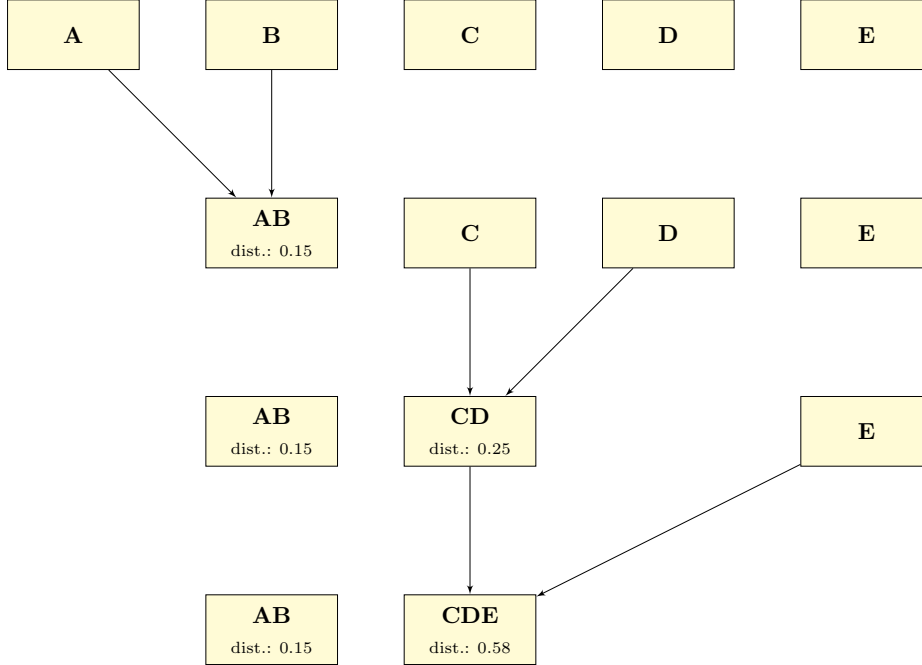 A B C D E
AB C D E
dist.: 0.15
AB CD E
dist.: 0.15 dist.: 0.25
AB CDE
dist.: 0.15 dist.: 0.58